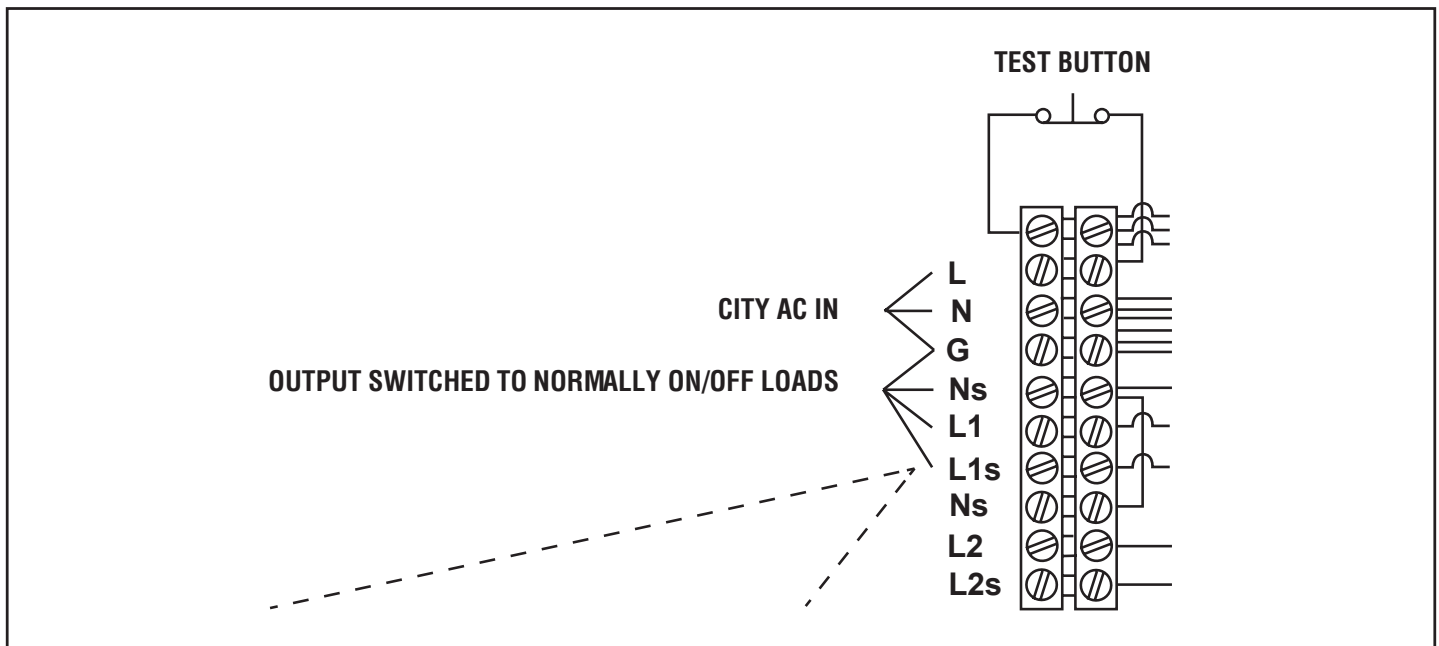 TEST BUTTON
L
CITY AC IN
N
G
OUTPUT SWITCHED TO NORMALLY ON/OFF LOADS
Ns
L1
L1s
Ns
L2
L2s